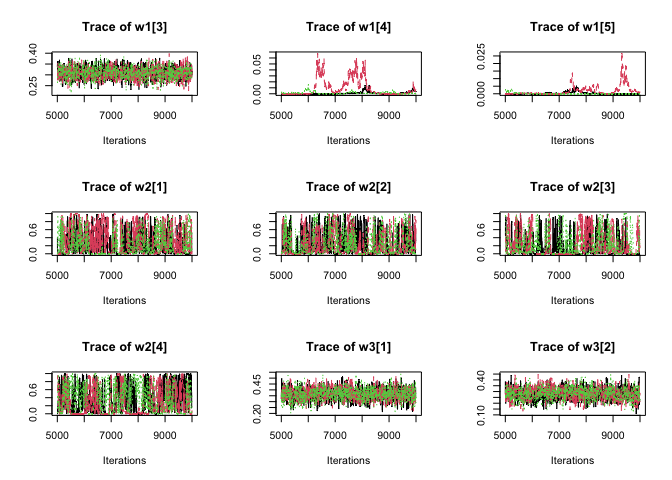 Trace of w1[3]
Trace of w1[4]
Trace of w1[5]
0.25 0.40
0.00 0.05
0.000 0.025
5000 7000 9000
5000 7000 9000
5000 7000 9000
Iterations
Iterations
Iterations
Trace of w2[1]
Trace of w2[2]
Trace of w2[3]
0.0 0.6
0.0 0.6
0.0 0.6
5000 7000 9000
5000 7000 9000
5000 7000 9000
Iterations
Iterations
Iterations
Trace of w2[4]
Trace of w3[1]
Trace of w3[2]
0.0 0.6
0.20 0.45
0.10 0.40
5000 7000 9000
5000 7000 9000
5000 7000 9000
Iterations
Iterations
Iterations